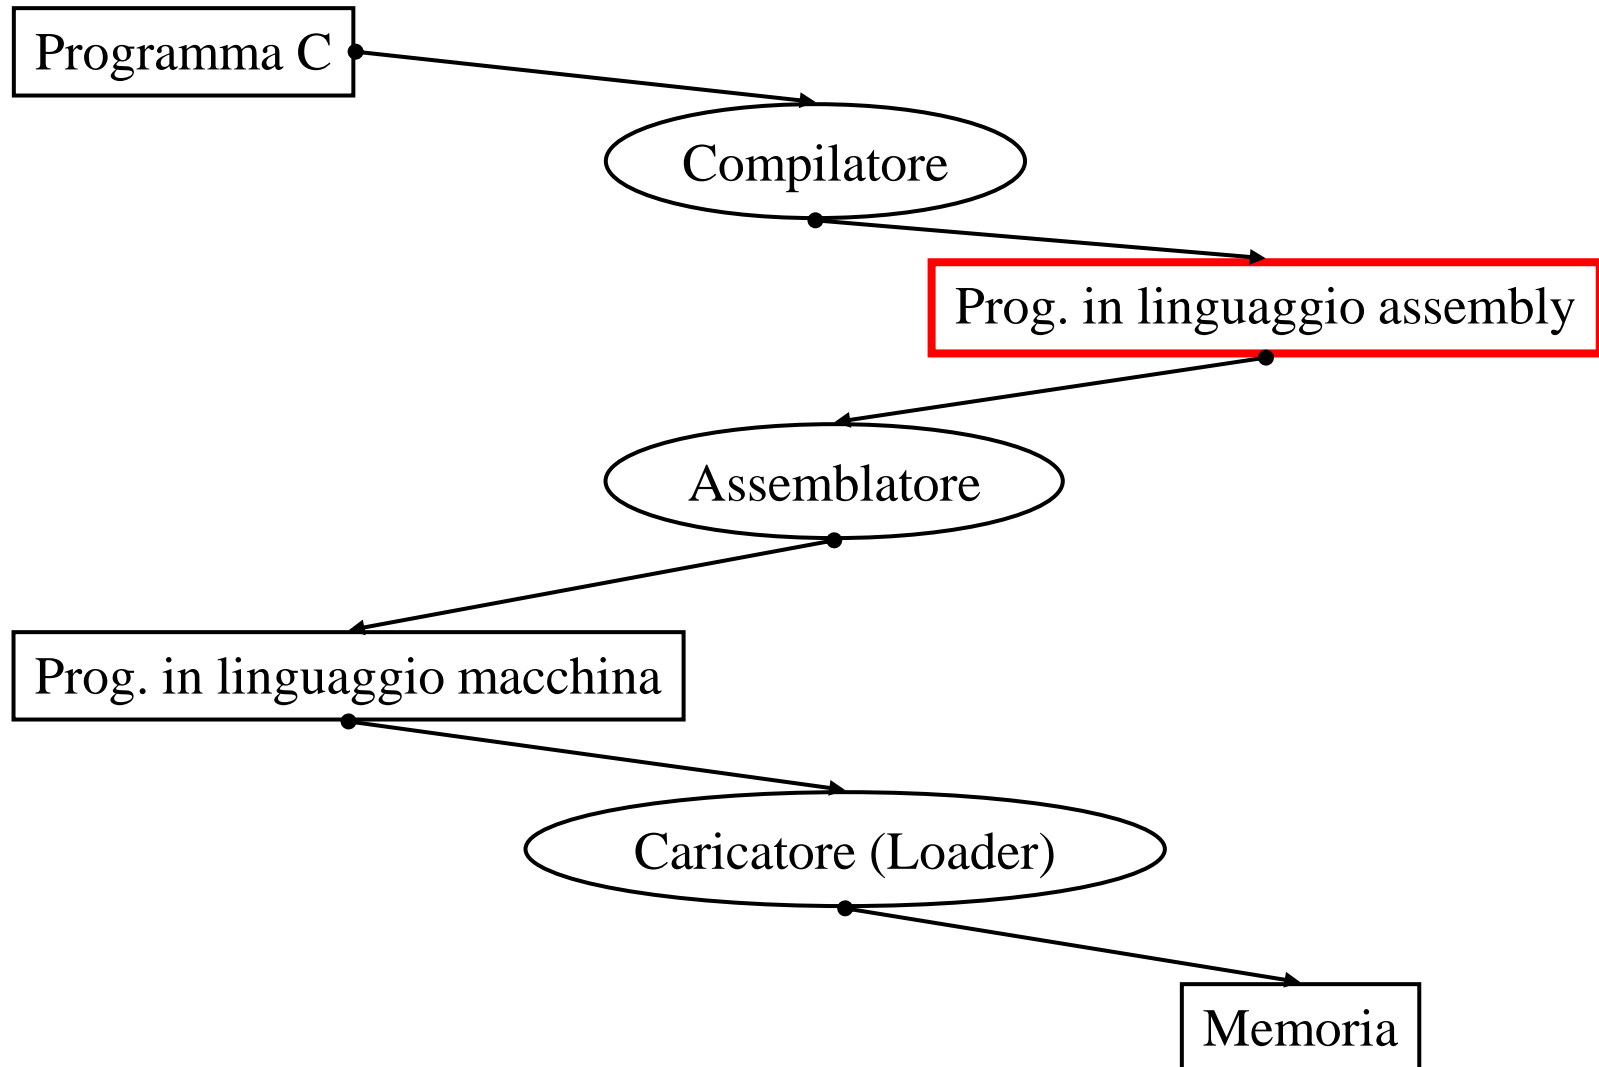 Programma C
Compilatore
Prog. in linguaggio assembly
Assemblatore
Prog. in linguaggio macchina
Caricatore (Loader)
Memoria